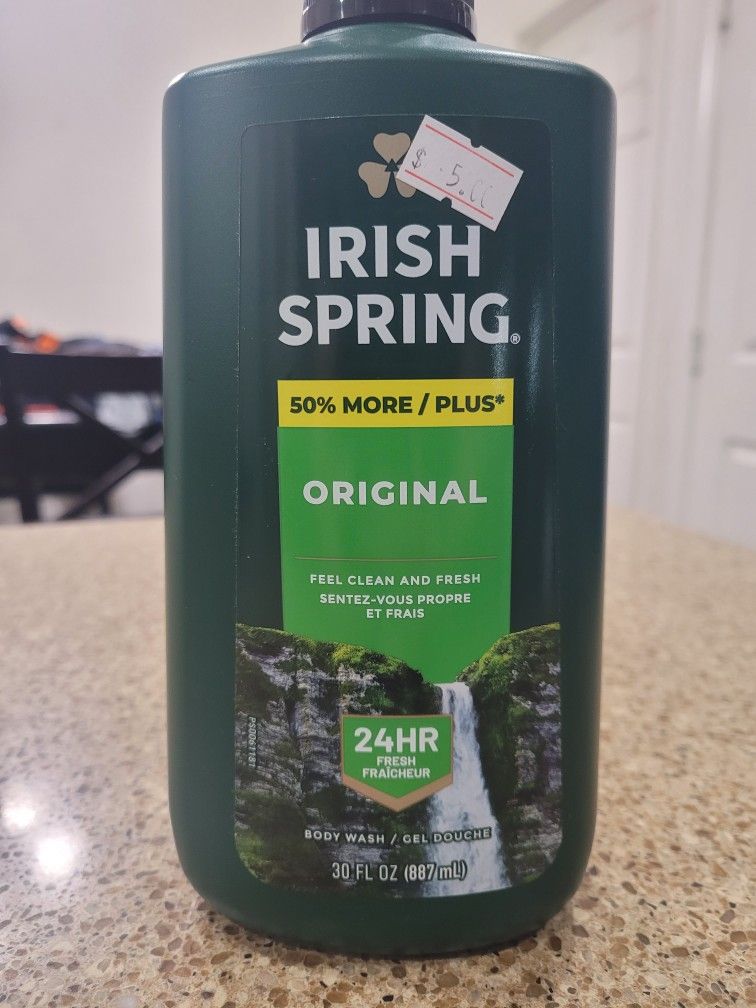 $ 5.00
IRISH
SPRING®
50% MORE / PLUS*
ORIGINAL
FEEL CLEAN AND FRESH
SENTEZ-VOUS PROPRE
ET FRAIS
24HR
FRESH
FRAÎCHEUR
BODY WASH / GEL DOUCHE
30 FL OZ (887 mL)